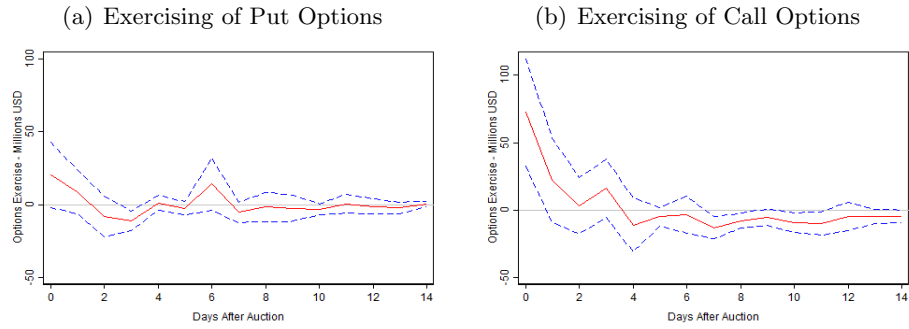 (a) Exercising of Put Options
(b) Exercising of Call Options
Options Exercise - Millions USD
100
50
0
-50
0 2 4 6 8 10 12 14
Days After Auction
Options Exercise - Millions USD
100
50
0
-50
0 2 4 6 8 10 12 14
Days After Auction